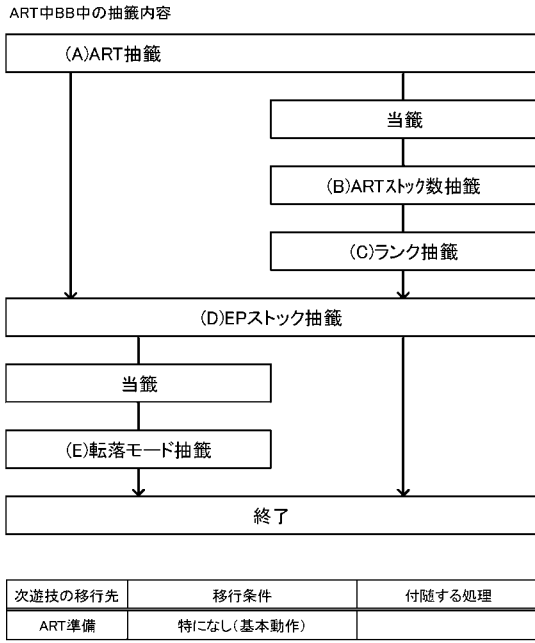 ART中BB中の抽籤内容
(A)ART抽籤
当籤
(B)ARTストック数抽籤
(C)ランク抽籤
(D)EPストック抽籤
当籤
(E)転落モード抽籤
終了
次遊技の移行先 移行条件 付随する処理
ART準備 特になし(基本動作)